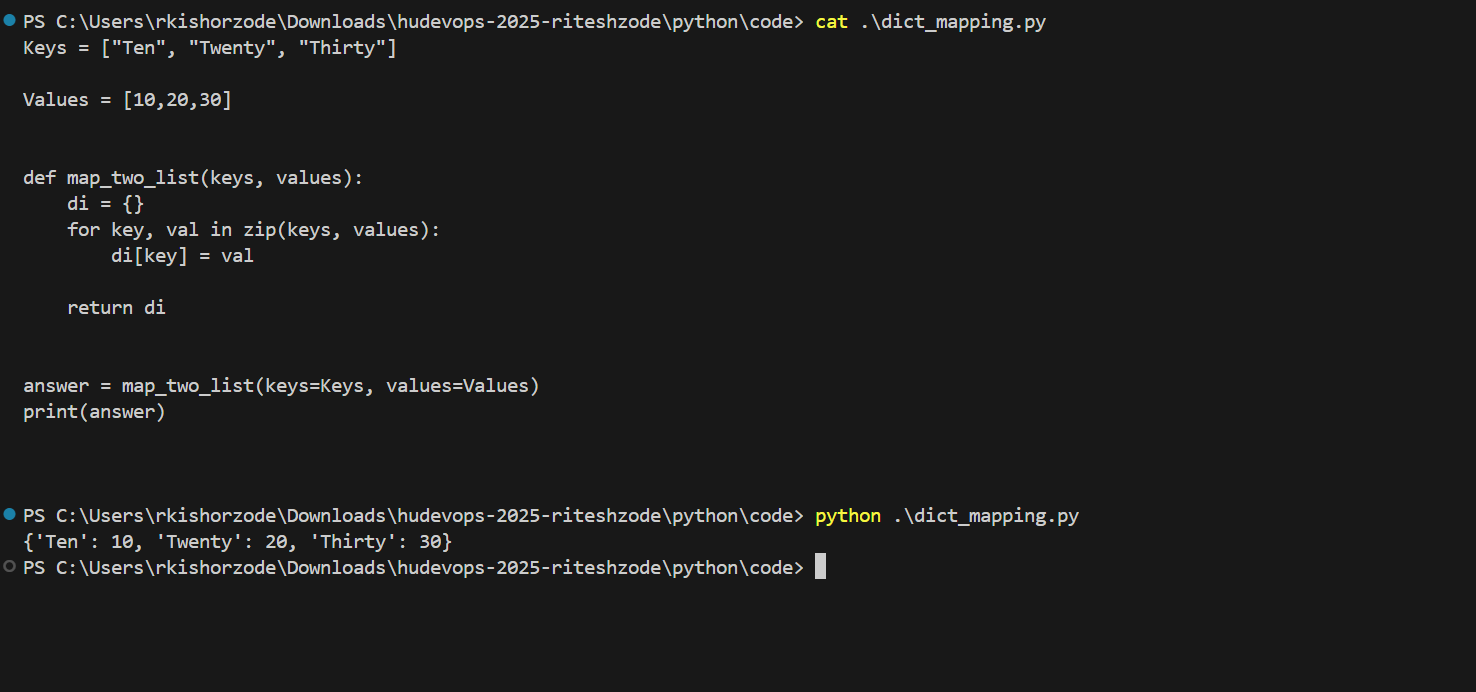 PS C:\Users\rkishorzode\Downloads\hudevops-2025-riteshzode\python\code> cat .\dict_mapping.py
Keys = ["Ten", "Twenty", "Thirty"]
Values = [10,20,30]
def map_two_list(keys, values):
    di = {}
    for key, val in zip(keys, values):
        di[key] = val
    return di
answer = map_two_list(keys=Keys, values=Values)
print(answer)
PS C:\Users\rkishorzode\Downloads\hudevops-2025-riteshzode\python\code> python .\dict_mapping.py
{'Ten': 10, 'Twenty': 20, 'Thirty': 30}
PS C:\Users\rkishorzode\Downloads\hudevops-2025-riteshzode\python\code>